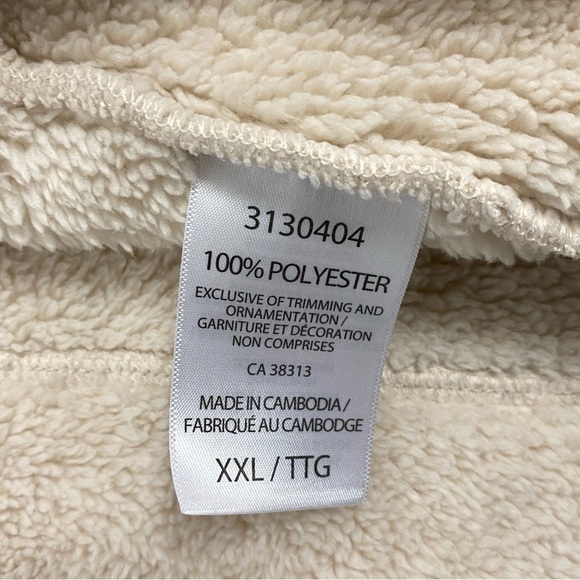 3130404
100% POLYESTER
EXCLUSIVE OF TRIMMING AND
ORNAMENTATION /
GARNITURE ET DÉCORATION
NON COMPRISES
CA 38313
MADE IN CAMBODIA /
FABRIQUÉ AU CAMBODGE
XXL / TTG